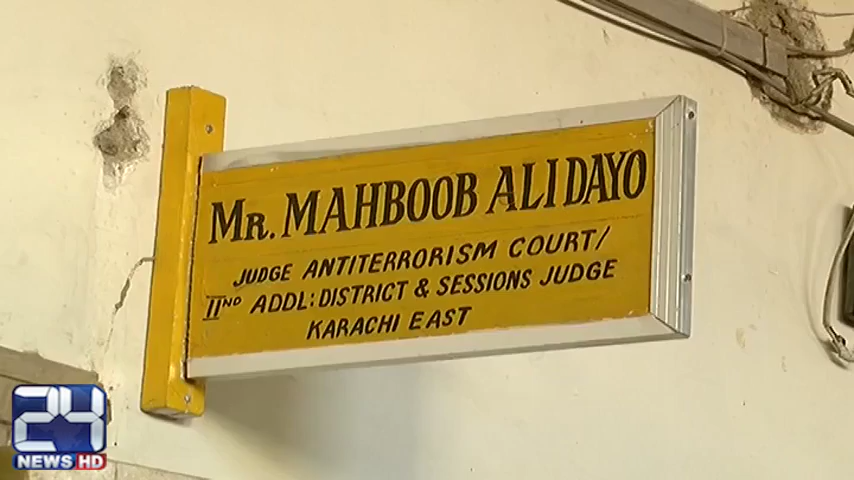 MR. MAHBOOB ALI DAYO
JUDGE ANTITERRORISM COURT/
IIND ADDL: DISTRICT & SESSIONS JUDGE
KARACHI EAST
24
NEWS HD